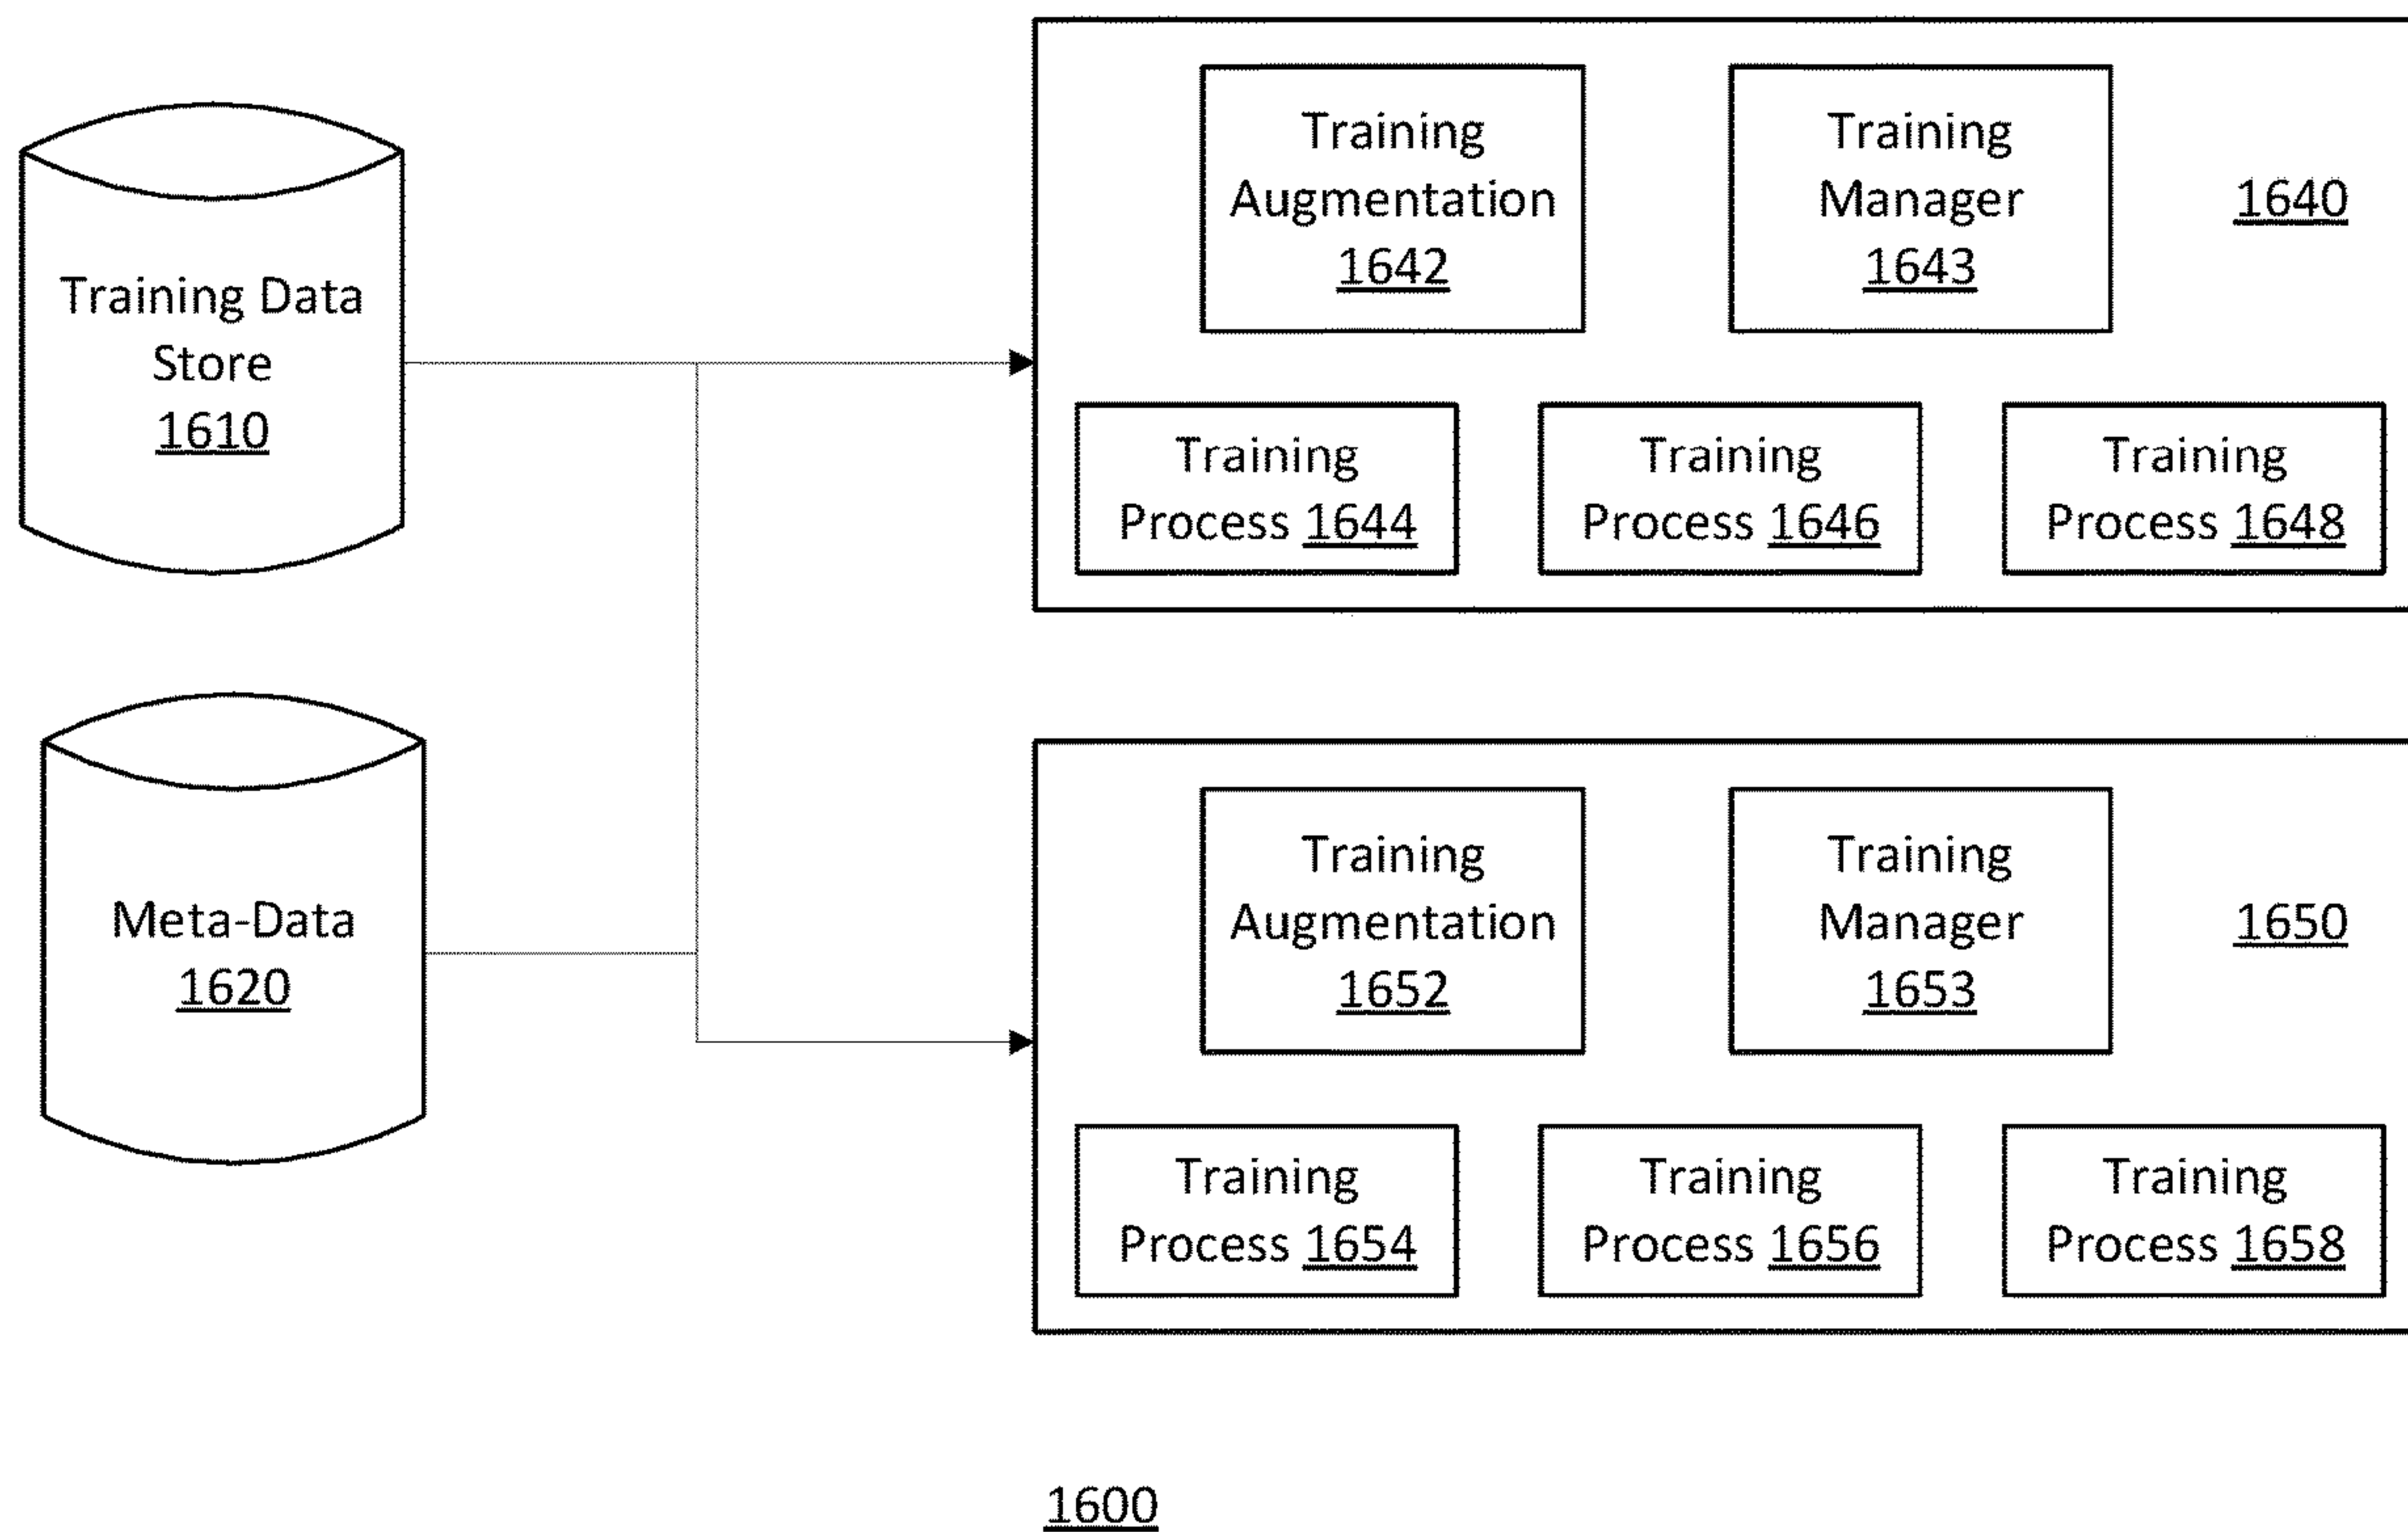 Training Data
Store
1610
Training
Augmentation
1642
Training
Manager
1643
1640
Training
Process 1644
Training
Process 1646
Training
Process 1648
Meta-Data
1620
Training
Augmentation
1652
Training
Manager
1653
1650
Training
Process 1654
Training
Process 1656
Training
Process 1658
1600